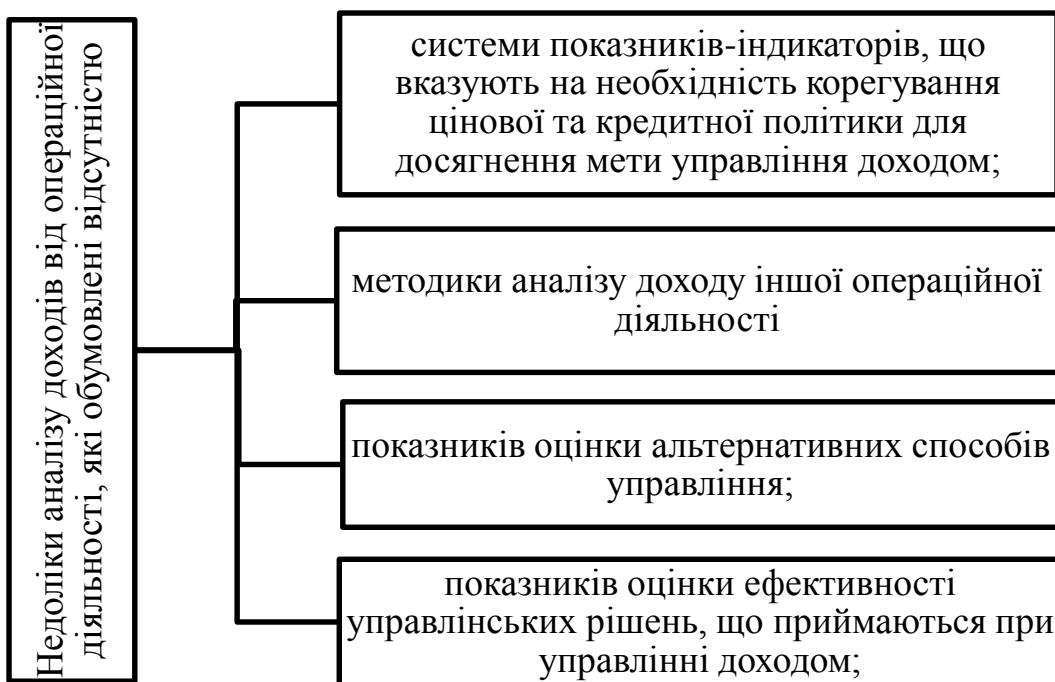 Недоліки аналізу доходів від операційної
діяльності, які обумовлені відсутністю
системи показників-індикаторів, що
вказують на необхідність корегування
цінової та кредитної політики для
досягнення мети управління доходом;
методики аналізу доходу іншої операційної
діяльності
показників оцінки альтернативних способів
управління;
показників оцінки ефективності
управлінських рішень, що приймаються при
управлінні доходом;